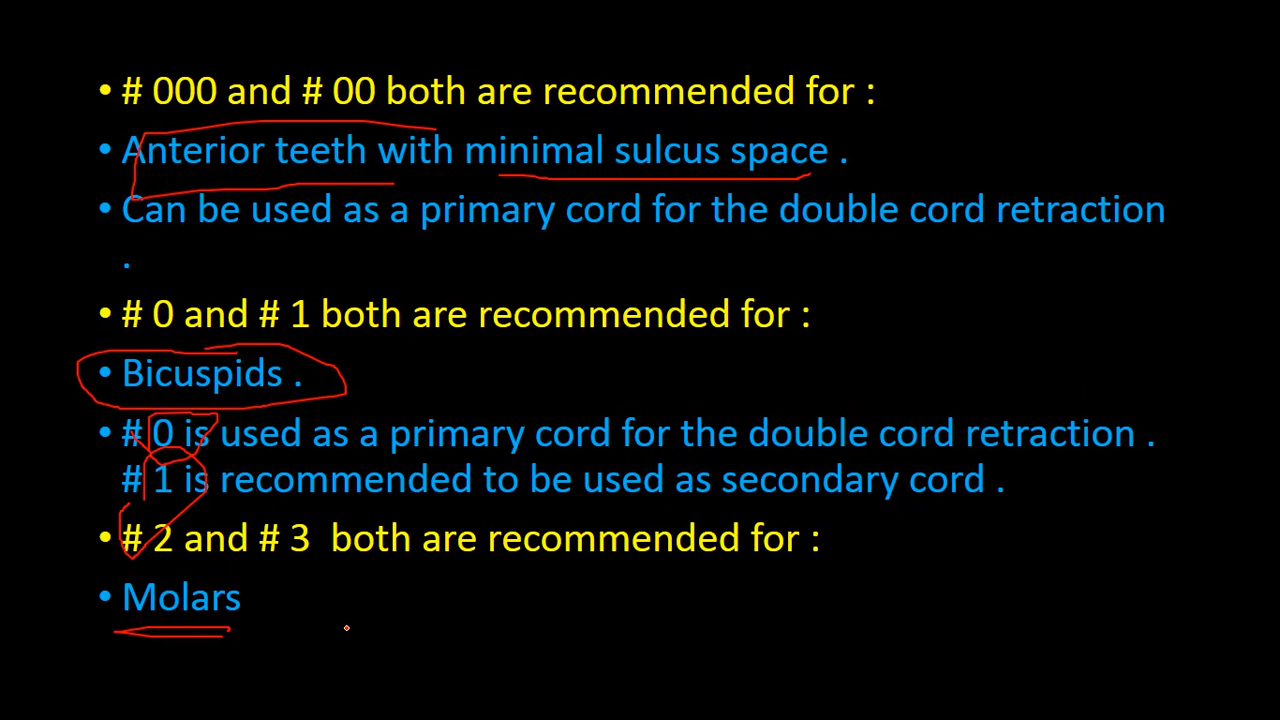 • # 000 and # 00 both are recommended for :
• Anterior teeth with minimal sulcus space .
• Can be used as a primary cord for the double cord retraction
.
• # 0 and # 1 both are recommended for :
• Bicuspids .
• # 0 is used as a primary cord for the double cord retraction .
# 1 is recommended to be used as secondary cord .
• # 2 and # 3  both are recommended for :
• Molars